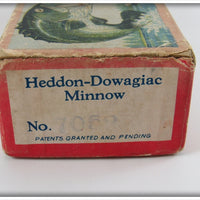 Heddon-Dowagiac
Minnow
No.
PATENTS GRANTED AND PENDING